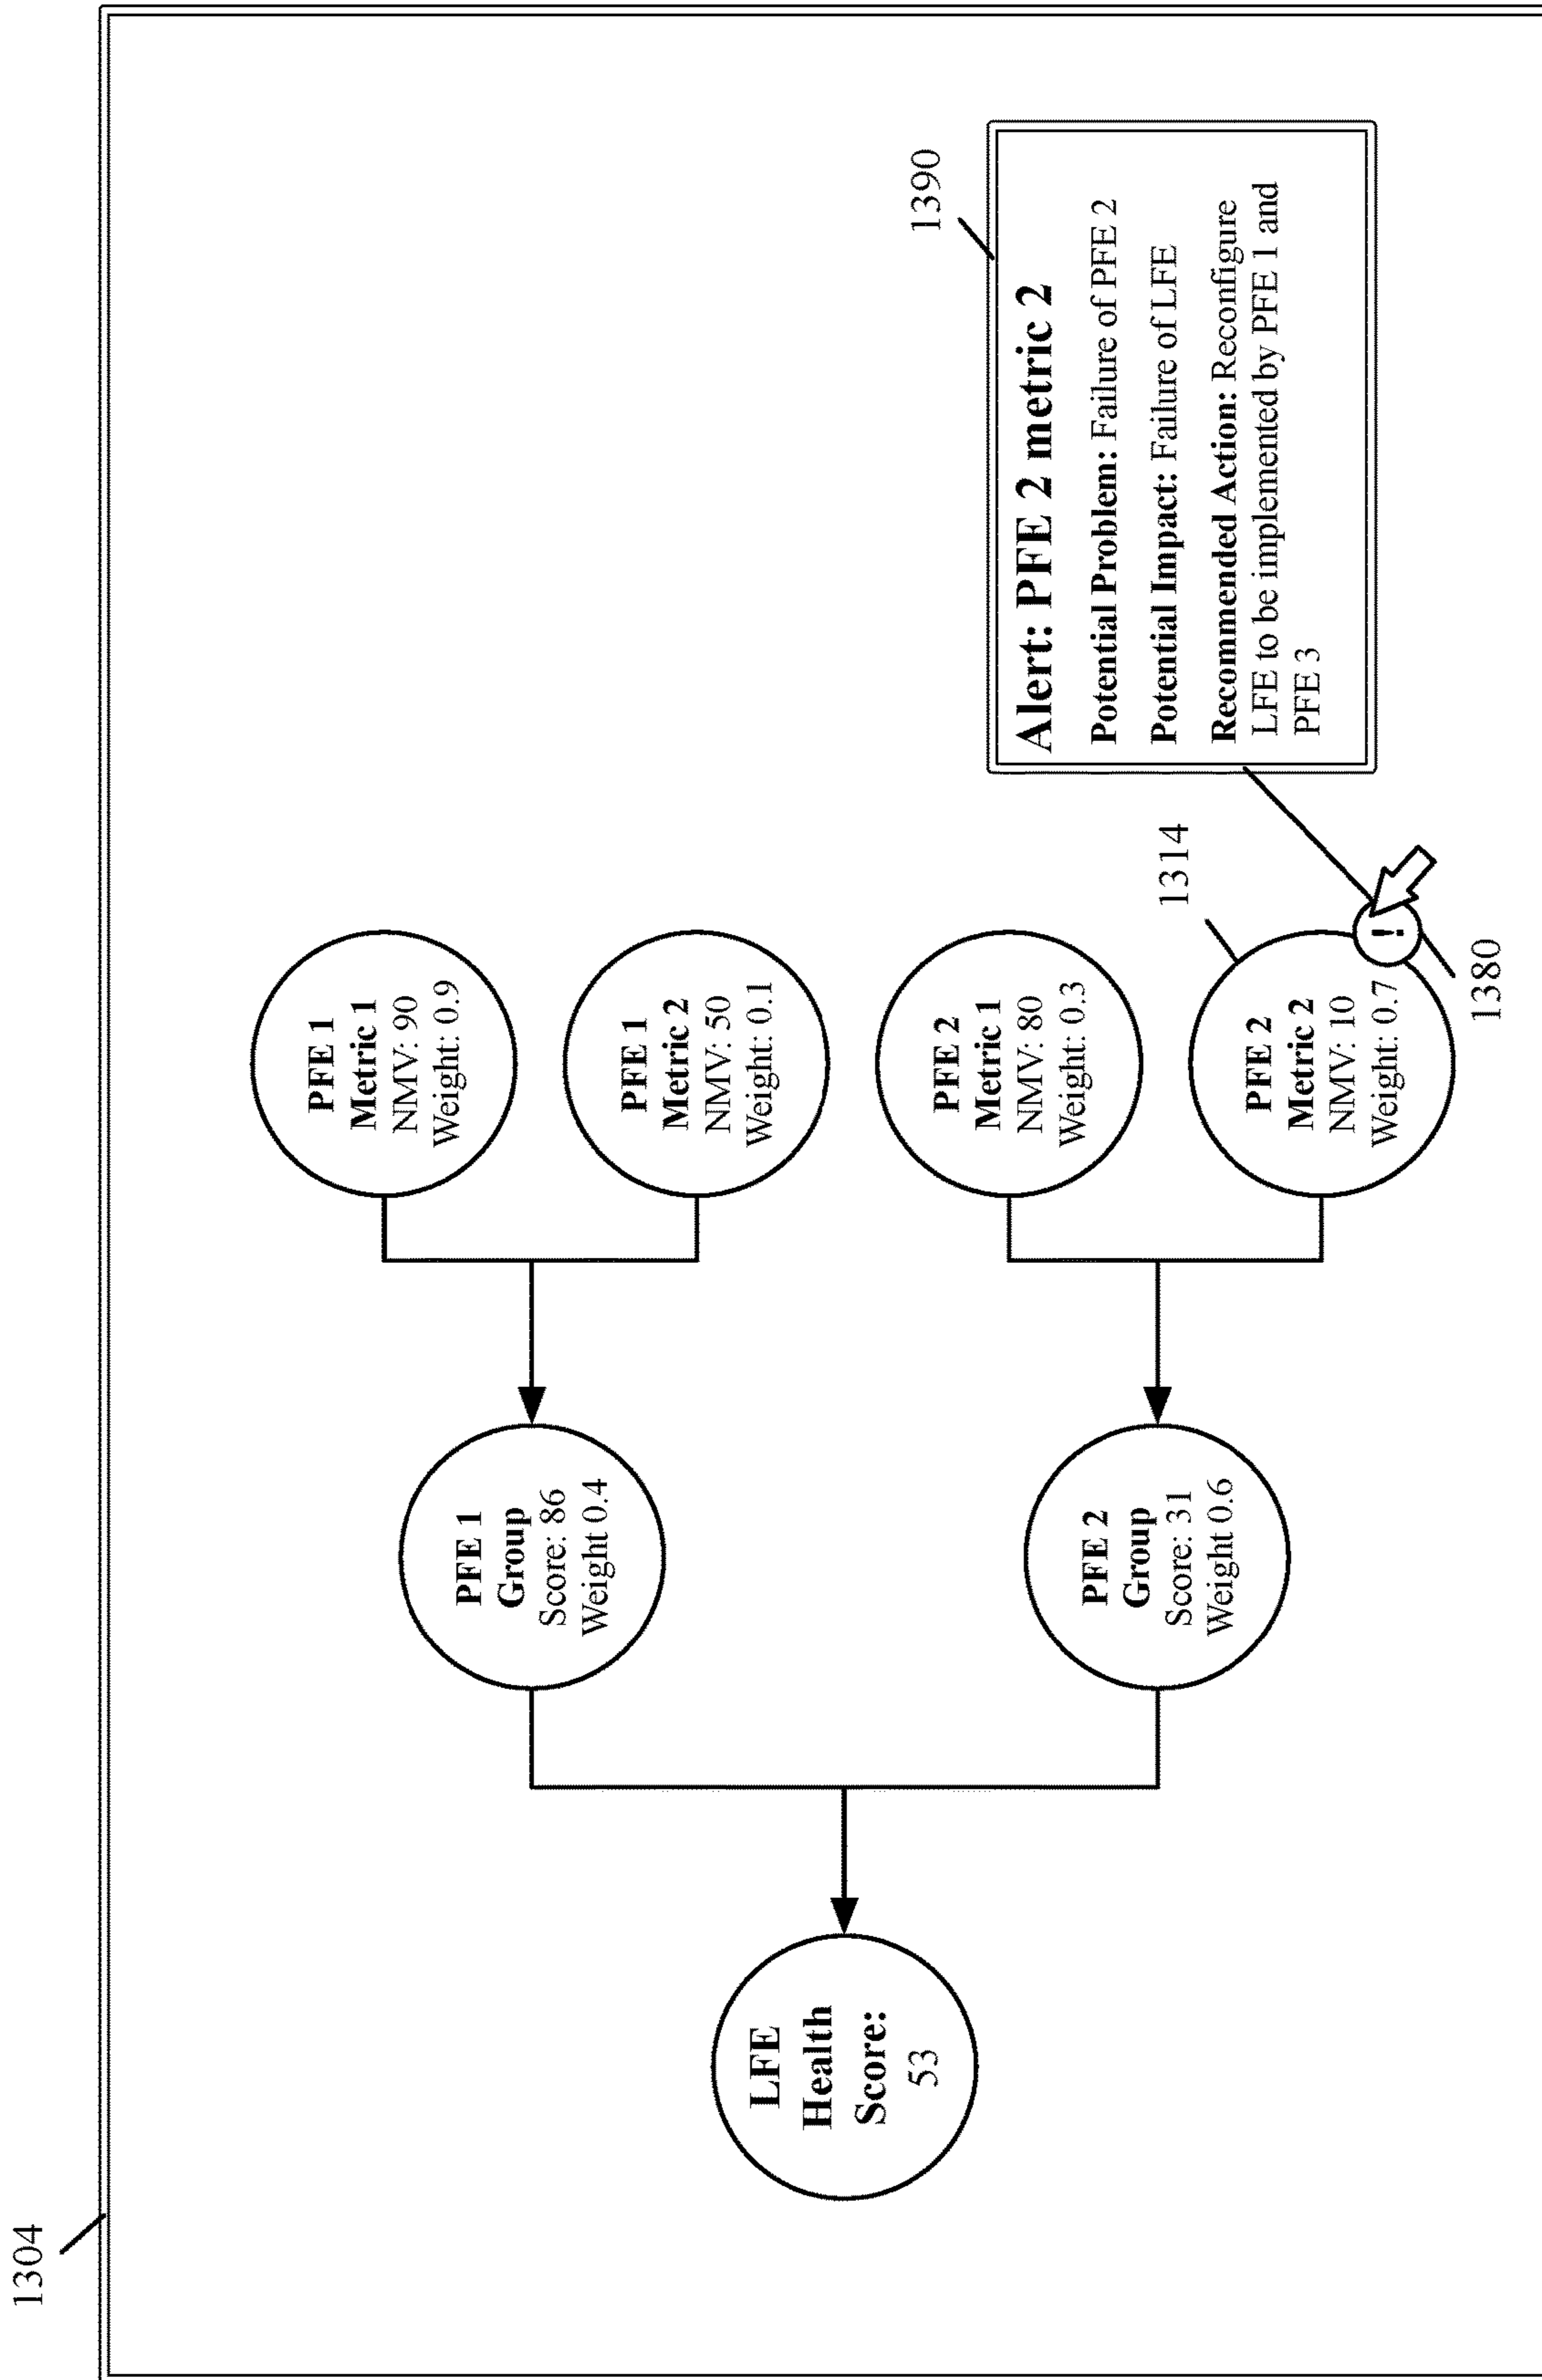 1304
LFE
Health
Score:
53
PFE 1
Group
Score: 86
Weight 0.4
PFE 2
Group
Score: 31
Weight 0.6
PFE 1
Metric 1
NMV: 90
Weight: 0.9
PFE 1
Metric 2
NMV: 50
Weight: 0.1
PFE 2
Metric 1
NMV: 80
Weight: 0.3
PFE 2
Metric 2
NMV: 10
Weight: 0.7
1314
!
1380
1390
Alert: PFE 2 metric 2
Potential Problem: Failure of PFE 2
Potential Impact: Failure of LFE
Recommended Action: Reconfigure
LFE to be implemented by PFE 1 and
PFE 3